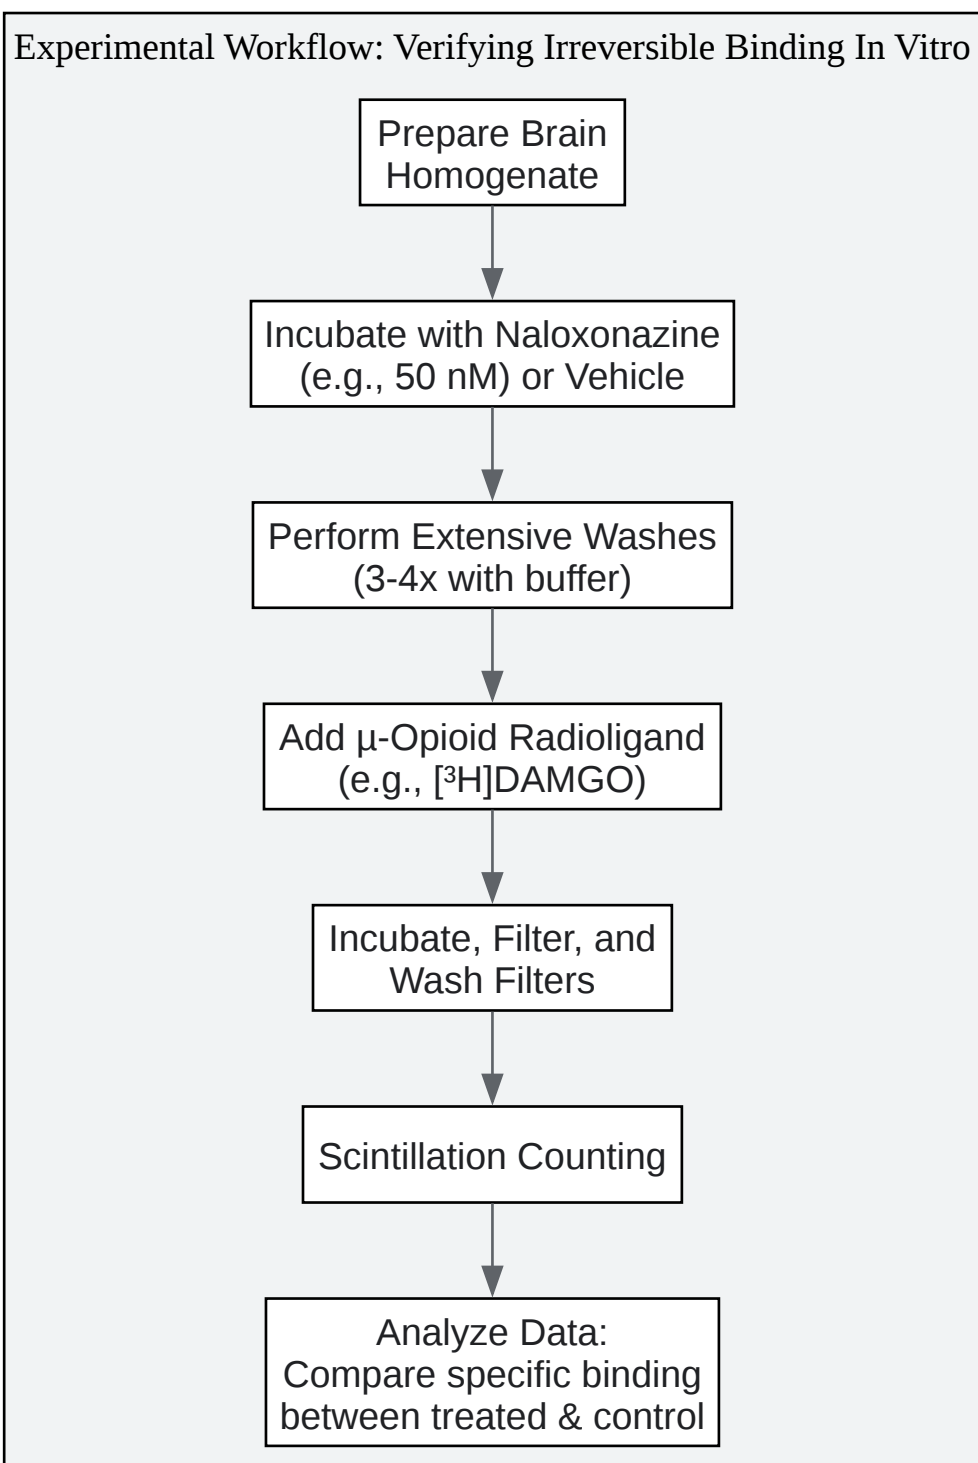 Experimental Workflow: Verifying Irreversible Binding In Vitro
Prepare Brain
Homogenate
Incubate with Naloxonazine
(e.g., 50 nM) or Vehicle
Perform Extensive Washes
(3-4x with buffer)
Add µ-Opioid Radioligand
(e.g., [³H]DAMGO)
Incubate, Filter, and
Wash Filters
Scintillation Counting
Analyze Data:
Compare specific binding
between treated & control